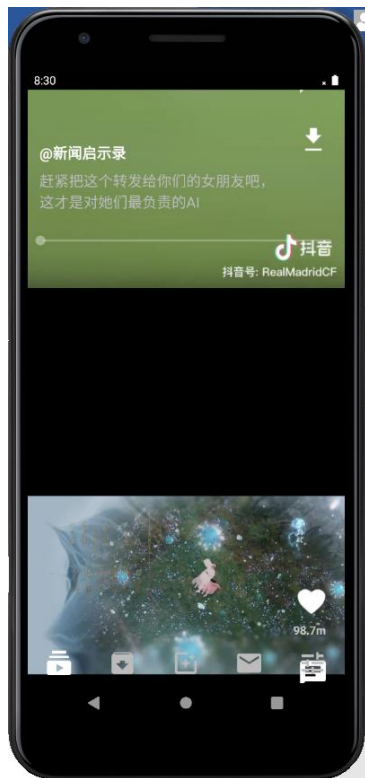 8:30
@新闻启示录
赶紧把这个转发给你们的女朋友吧，
这才是对她们最负责的AI
抖音
抖音号: RealMadridCF
98.7m